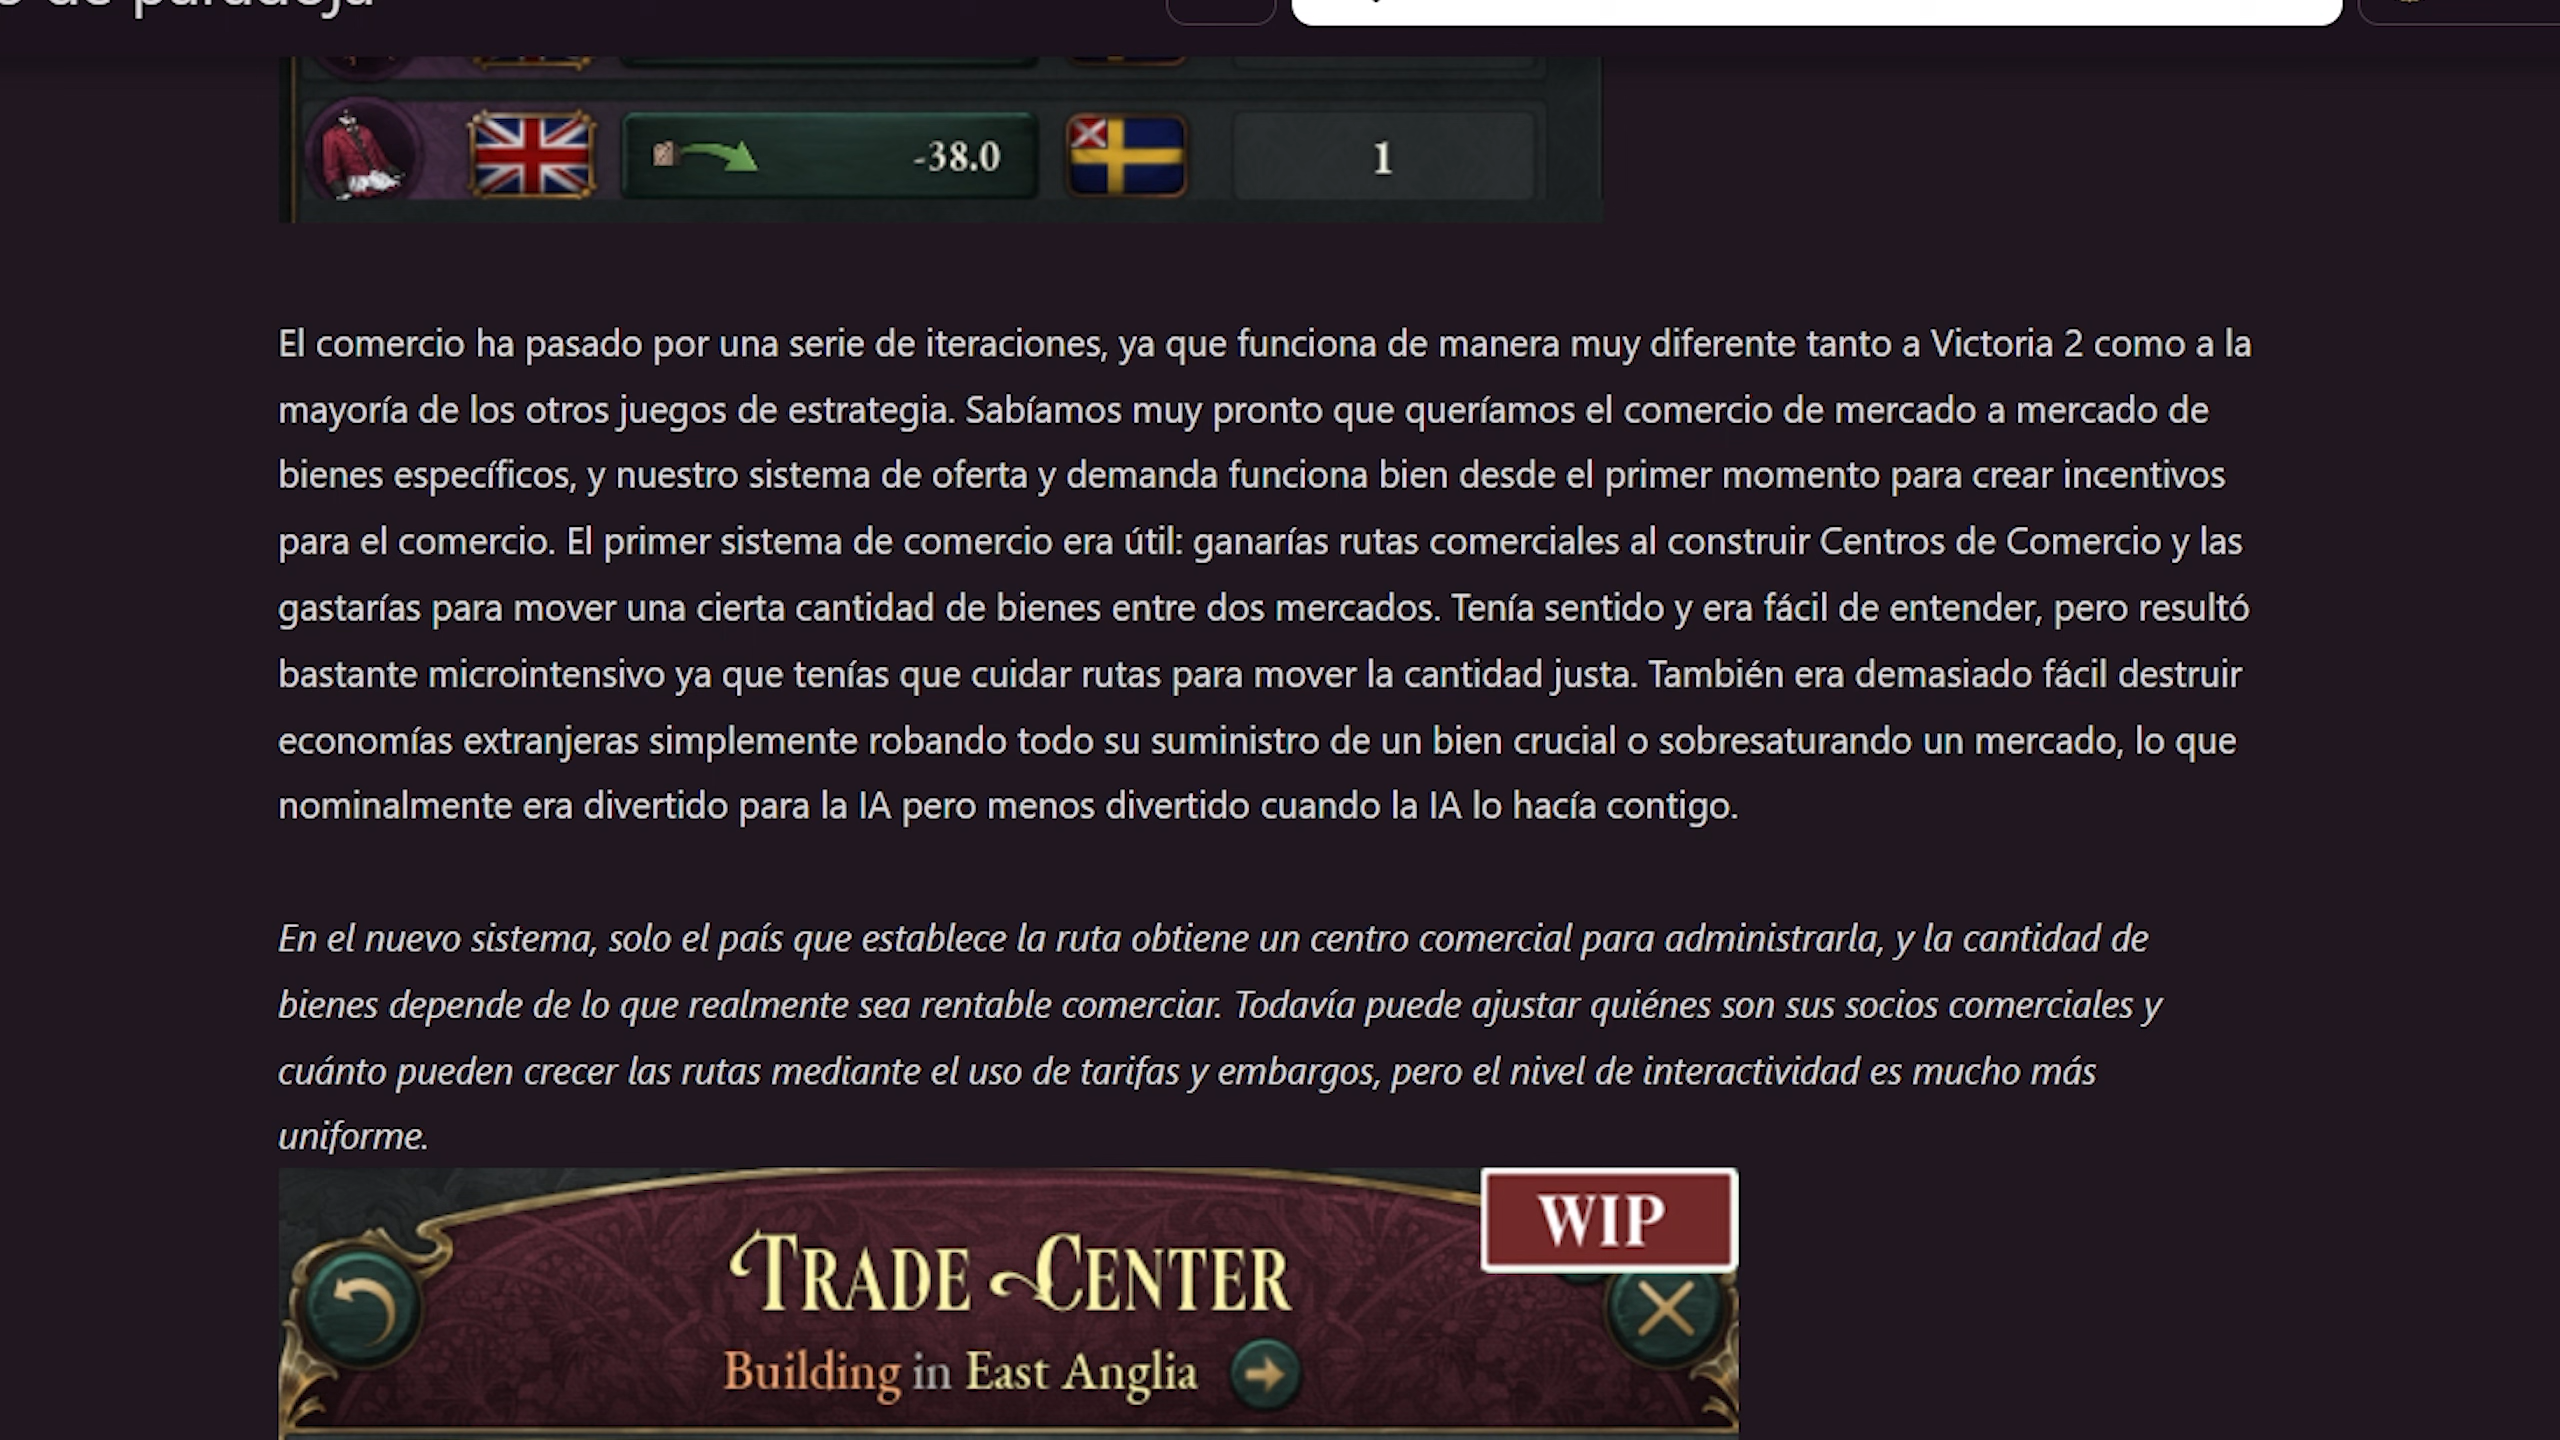 -38.0
1
El comercio ha pasado por una serie de iteraciones, ya que funciona de manera muy diferente tanto a Victoria 2 como a la
mayoría de los otros juegos de estrategia. Sabíamos muy pronto que queríamos el comercio de mercado a mercado de
bienes específicos, y nuestro sistema de oferta y demanda funciona bien desde el primer momento para crear incentivos
para el comercio. El primer sistema de comercio era útil: ganarías rutas comerciales al construir Centros de Comercio y las
gastarías para mover una cierta cantidad de bienes entre dos mercados. Tenía sentido y era fácil de entender, pero resultó
bastante microintensivo ya que tenías que cuidar rutas para mover la cantidad justa. También era demasiado fácil destruir
economías extranjeras simplemente robando todo su suministro de un bien crucial o sobresaturando un mercado, lo que
nominalmente era divertido para la IA pero menos divertido cuando la IA lo hacía contigo.
En el nuevo sistema, solo el país que establece la ruta obtiene un centro comercial para administrarla, y la cantidad de
bienes depende de lo que realmente sea rentable comerciar. Todavía puede ajustar quiénes son sus socios comerciales y
cuánto pueden crecer las rutas mediante el uso de tarifas y embargos, pero el nivel de interactividad es mucho más
uniforme.
WIP
TRADE CENTER
Building in East Anglia